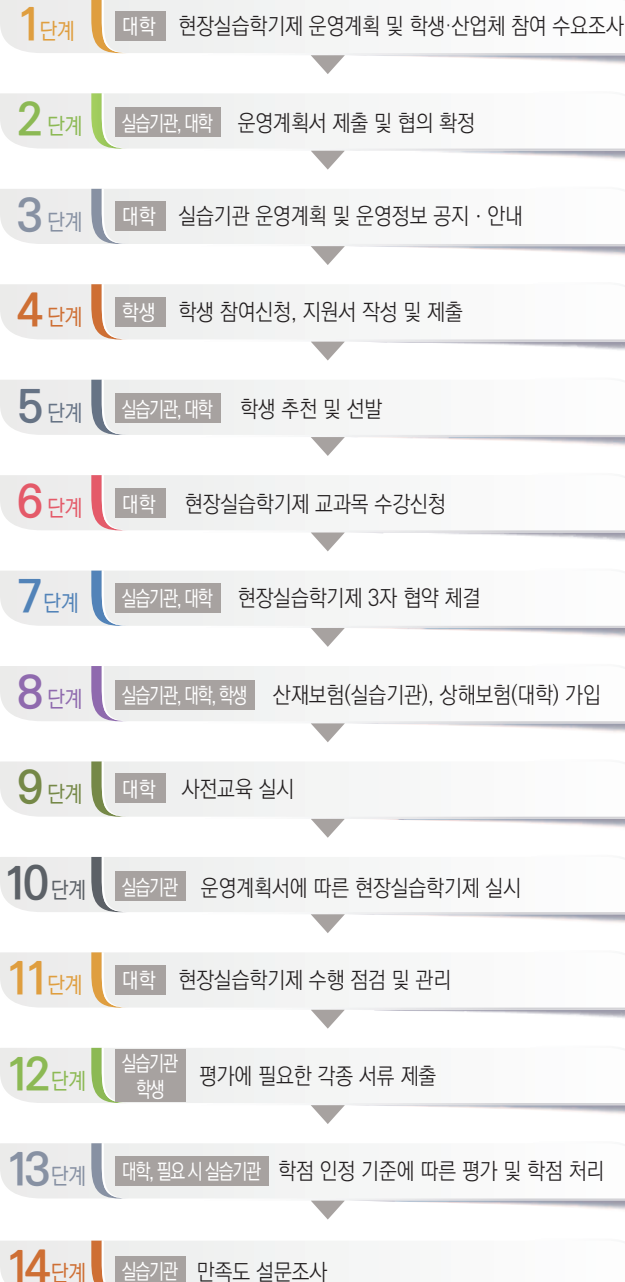 1단계 대학 현장실습학기제 운영계획 및 학생·산업체 참여 수요조사
2단계 실습기관, 대학 운영계획서 제출 및 협의 확정
3단계 대학 실습기관 운영계획 및 운영정보 공지 · 안내
4단계 학생 학생 참여신청, 지원서 작성 및 제출
5단계 실습기관, 대학 학생 추천 및 선발
6단계 대학 현장실습학기제 교과목 수강신청
7단계 실습기관, 대학 현장실습학기제 3자 협약 체결
8단계 실습기관, 대학, 학생 산재보험(실습기관), 상해보험(대학) 가입
9단계 대학 사전교육 실시
10단계 실습기관 운영계획서에 따른 현장실습학기제 실시
11단계 대학 현장실습학기제 수행 점검 및 관리
12단계 실습기관
학생 평가에 필요한 각종 서류 제출
13단계 대학, 필요 시 실습기관 학점 인정 기준에 따른 평가 및 학점 처리
14단계 실습기관 만족도 설문조사